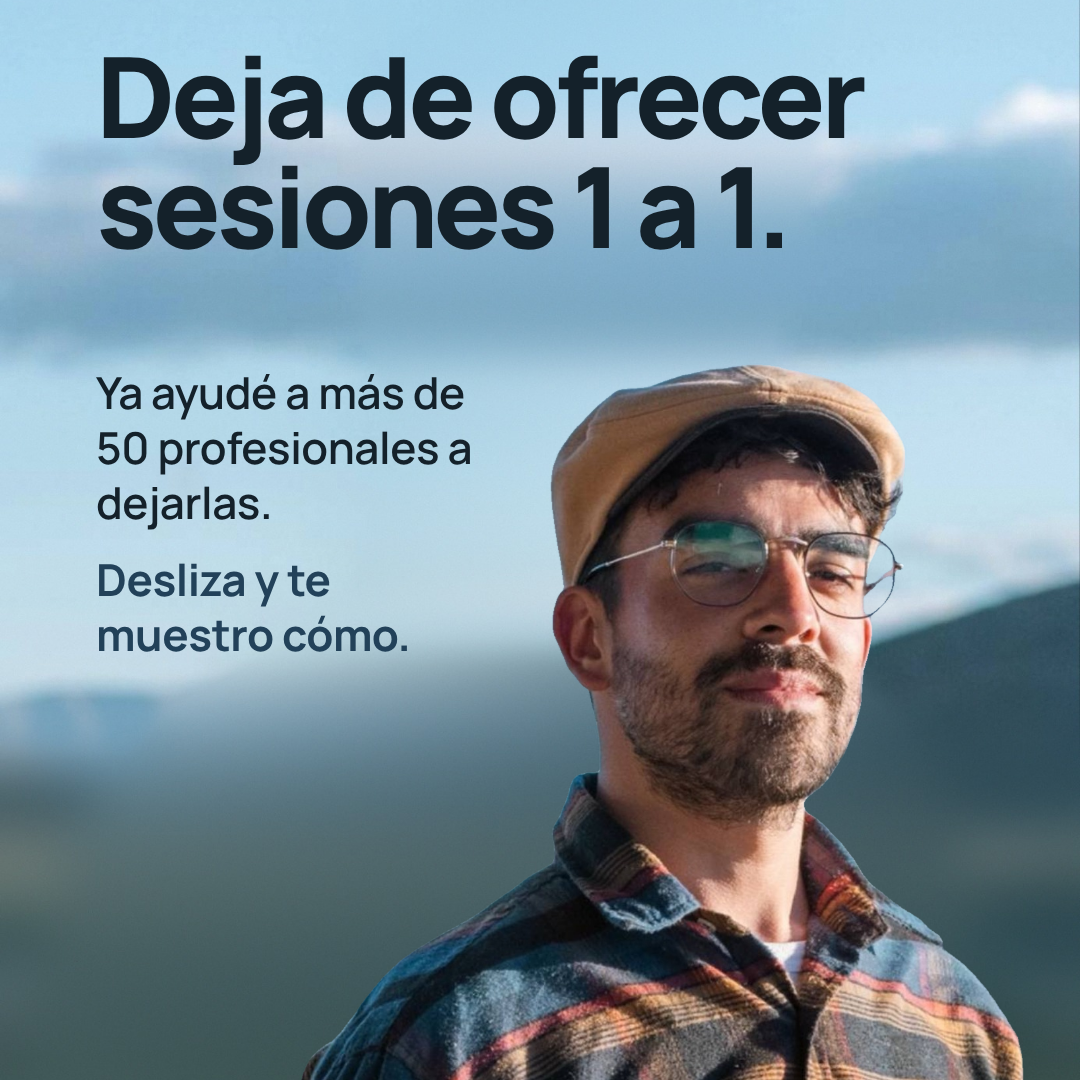 Deja de ofrecer
sesiones 1 a 1.
Ya ayudé a más de
50 profesionales a
dejarlas.
Desliza y te
muestro cómo.